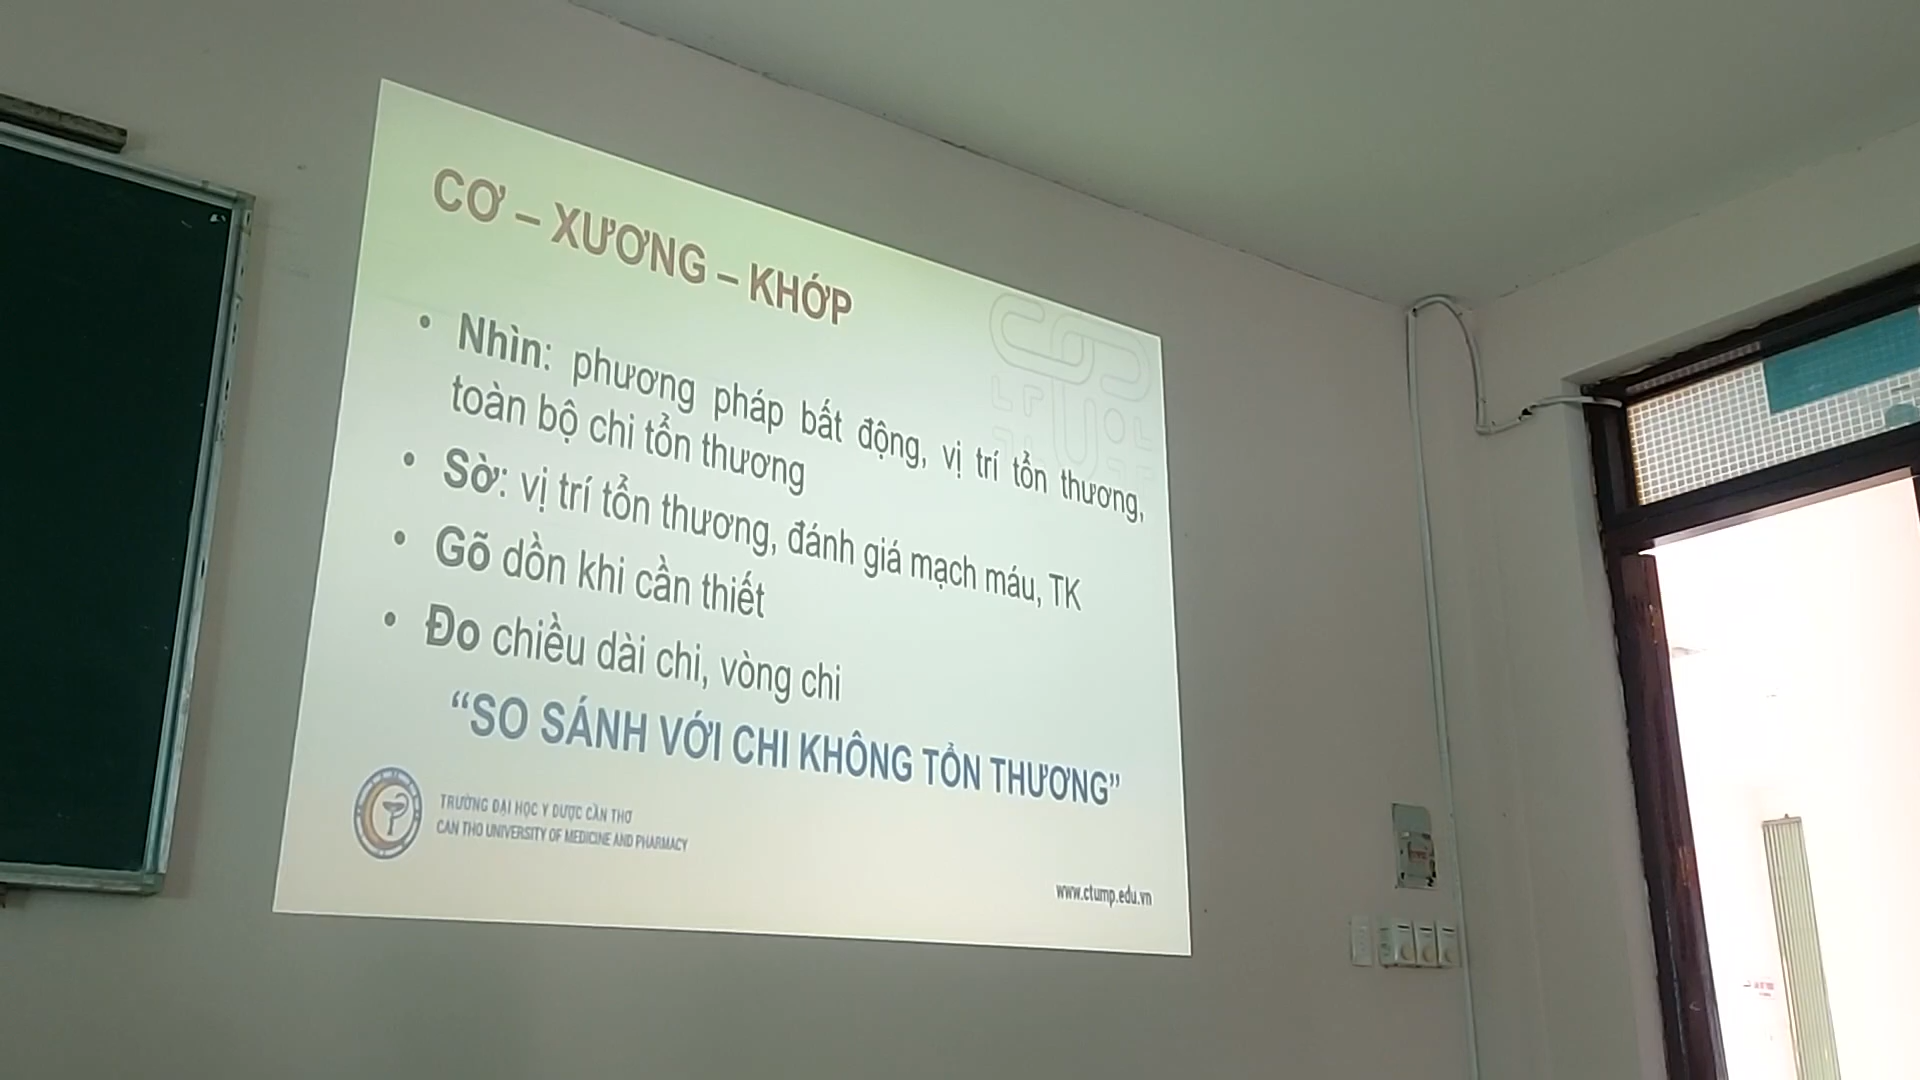 CƠ – XƯƠNG – KHỚP
• Nhìn: phương pháp bất động, vị trí tổn thương,
toàn bộ chi tổn thương
• Sờ: vị trí tổn thương, đánh giá mạch máu, TK
• Gõ dồn khi cần thiết
• Đo chiều dài chi, vòng chi
“SO SÁNH VỚI CHI KHÔNG TỔN THƯƠNG”
TRƯỜNG ĐẠI HỌC Y DƯỢC CẦN THƠ
CAN THO UNIVERSITY OF MEDICINE AND PHARMACY
www.ctump.edu.vn